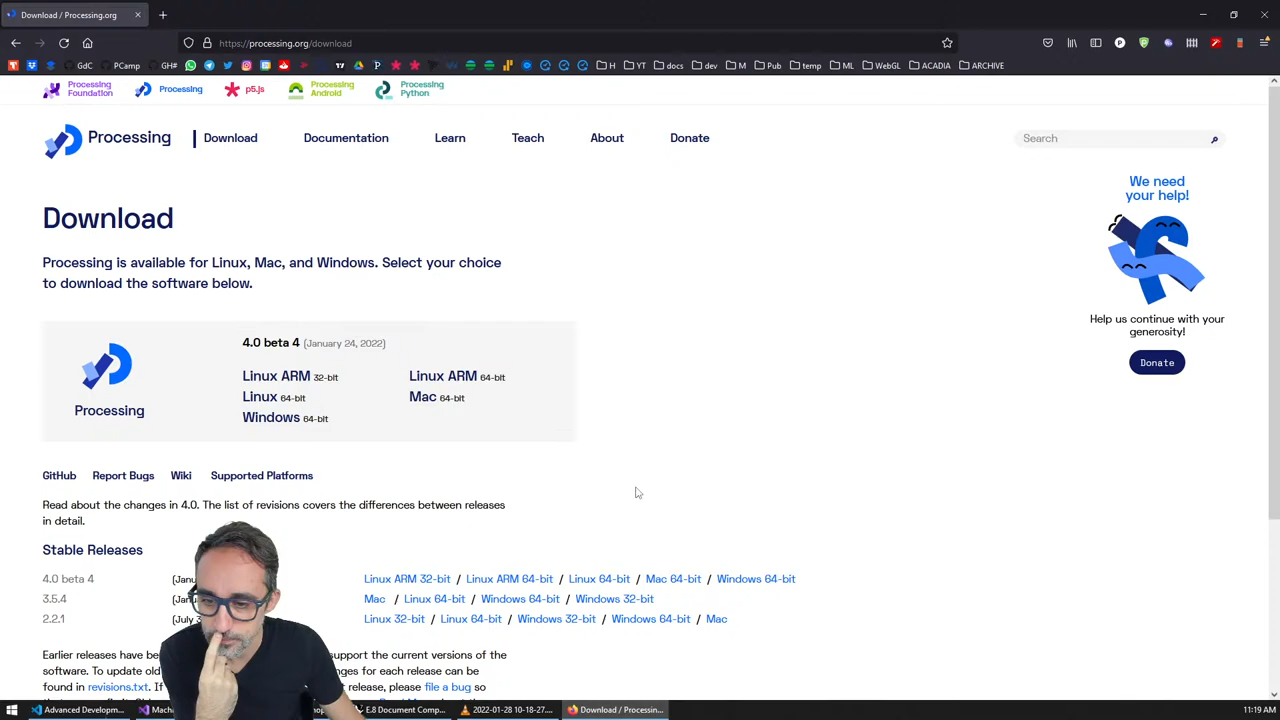 Download / Processing.org
https://processing.org/download
GdC
PCamp
GH#
H
YT
docs
dev
M
Pub
temp
ML
WebGL
ACADIA
ARCHIVE
Processing
Foundation
Processing
p5.js
Processing
Android
Processing
Python
Processing
Download
Documentation
Learn
Teach
About
Donate
Search
We need
your help!
Download
Processing is available for Linux, Mac, and Windows. Select your choice
to download the software below.
Help us continue with your
generosity!
Donate
Processing
4.0 beta 4 (January 24, 2022)
Linux ARM 32-bit
Linux ARM 64-bit
Linux 64-bit
Mac 64-bit
Windows 64-bit
GitHub
Report Bugs
Wiki
Supported Platforms
Read about the changes in 4.0. The list of revisions covers the differences between releases
in detail.
Stable Releases
4.0 beta 4 (Janu Linux ARM 32-bit / Linux ARM 64-bit / Linux 64-bit / Mac 64-bit / Windows 64-bit
3.5.4 (Janu Mac / Linux 64-bit / Windows 64-bit / Windows 32-bit
2.2.1 (July 3 Linux 32-bit / Linux 64-bit / Windows 32-bit / Windows 64-bit / Mac
Earlier releases have be support the current versions of the
software. To update old nges for each release can be
found in revisions.txt. If t release, please file a bug so
Advanced Developm...
Machi
E.8 Document Comp...
2022-01-28 10-18-27....
Download / Processin...
11:19 AM